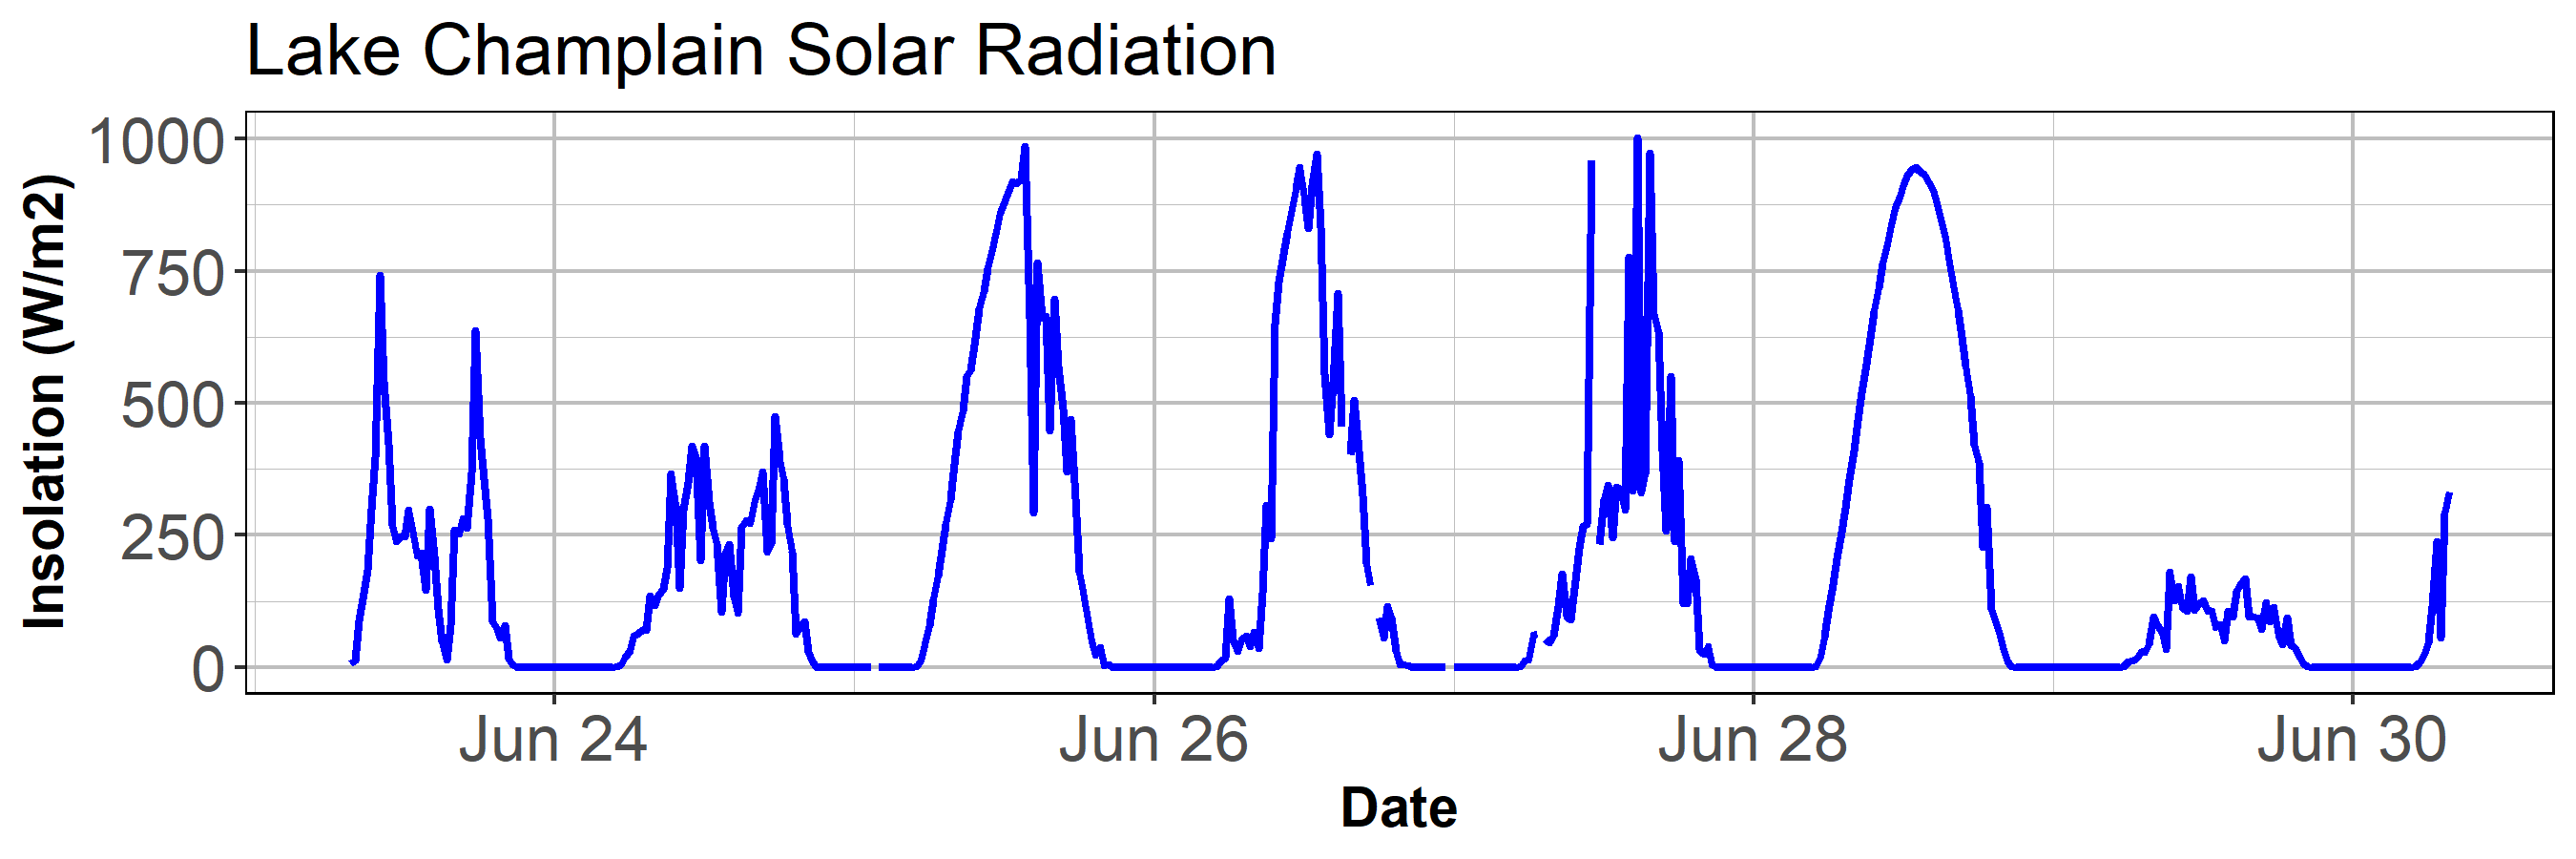 Lake Champlain Solar Radiation
1000
750
500
250
0
Insolation (W/m2)
Jun 24 Jun 26 Jun 28 Jun 30
Date